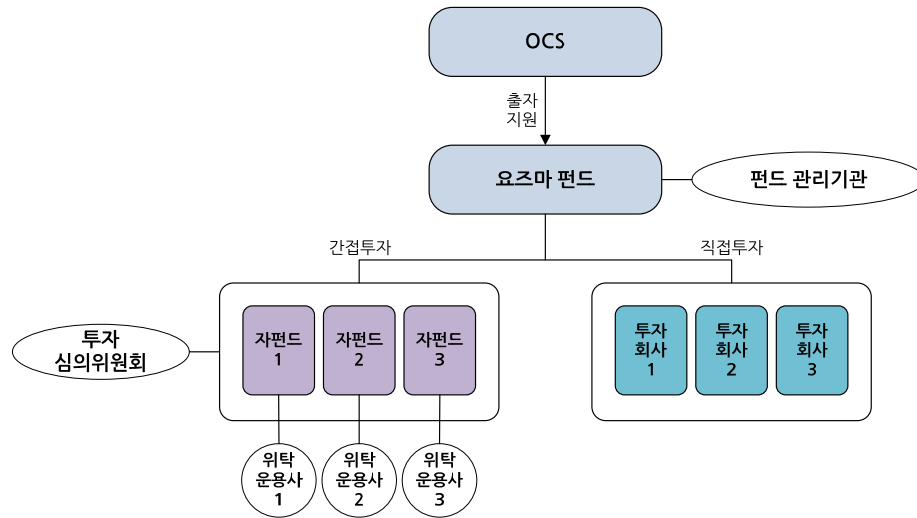 OCS
출자
지원
요즈마 펀드
펀드 관리기관
간접투자
직접투자
투자
심의위원회
자펀드
1
자펀드
2
자펀드
3
투자
회사
1
투자
회사
2
투자
회사
3
위탁
운용사
1
위탁
운용사
2
위탁
운용사
3